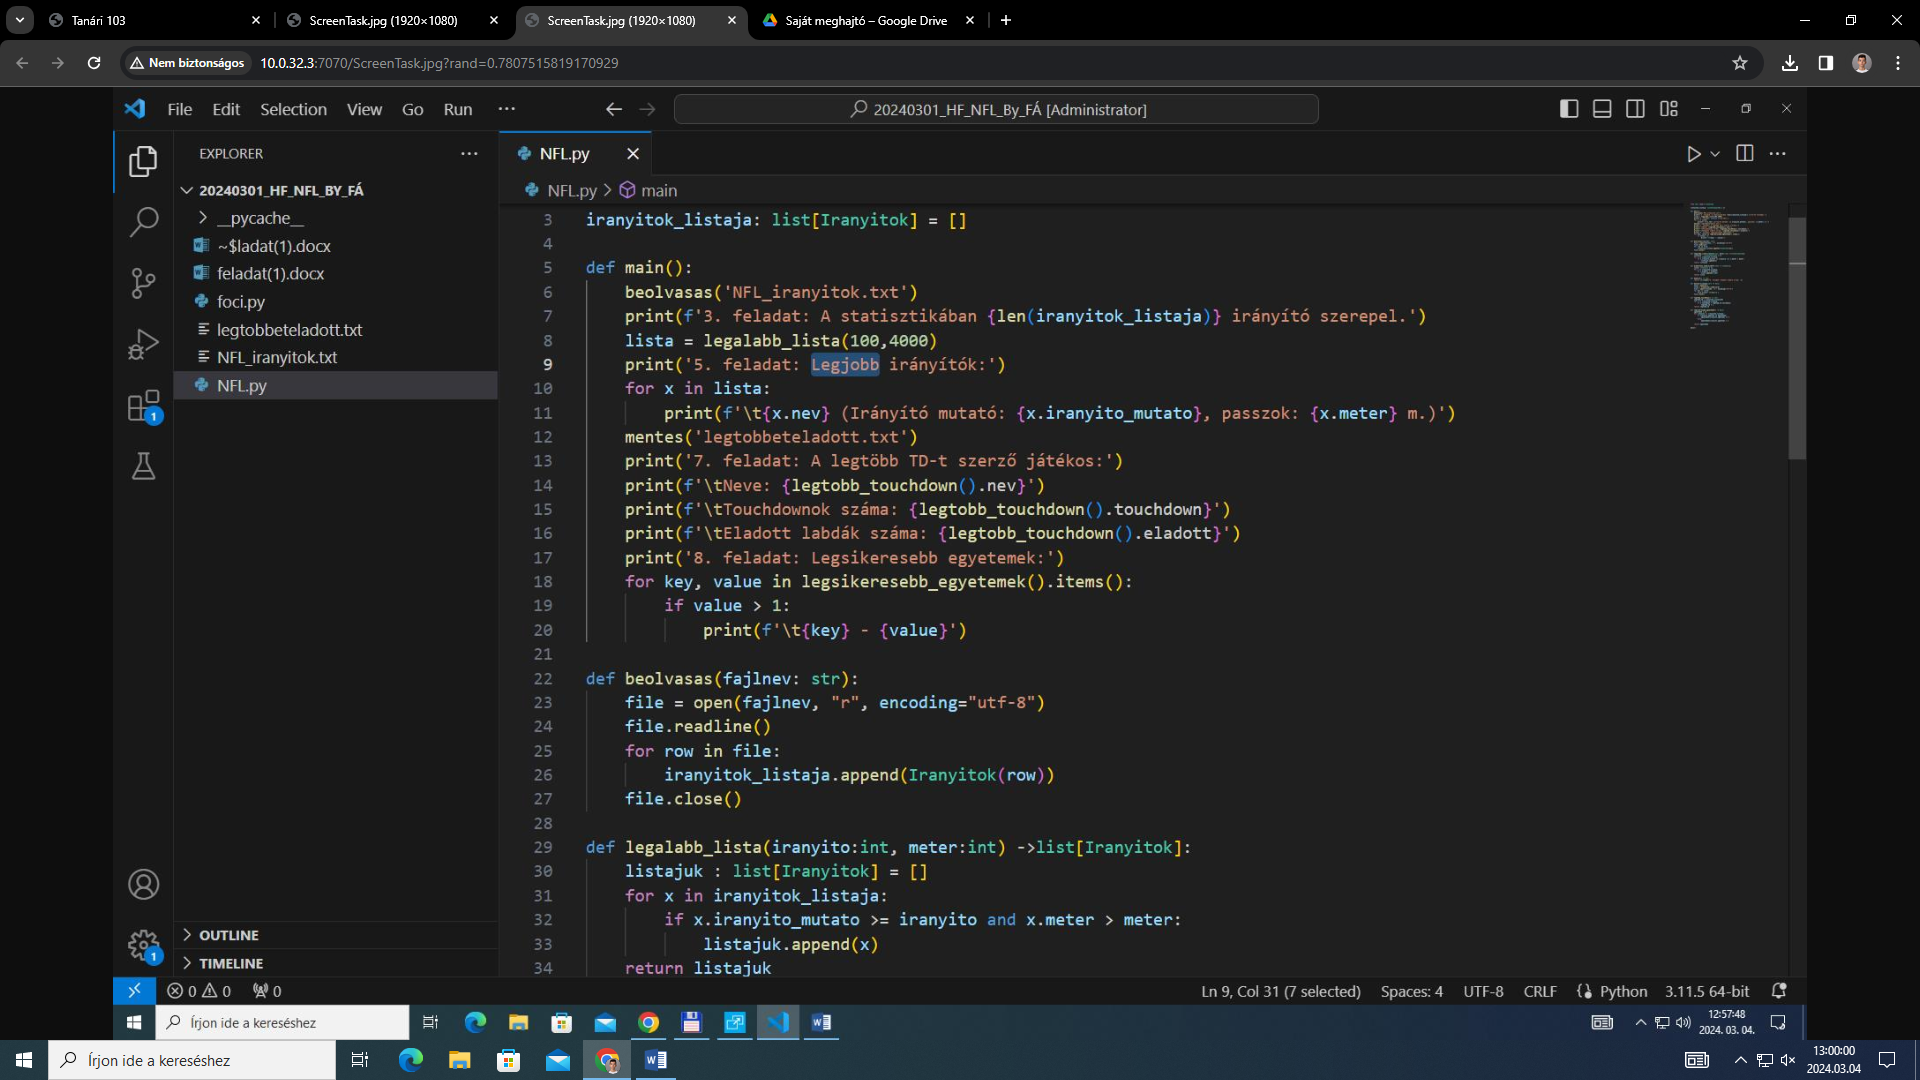 Tanári 103
ScreenTask.jpg (1920×1080)
ScreenTask.jpg (1920×1080)
Saját meghajtó – Google Drive
Nem biztonságos
10.0.32.3:7070/ScreenTask.jpg?rand=0.7807515819170929
File Edit Selection View Go Run ···
20240301_HF_NFL_By_FÁ [Administrator]
EXPLORER
20240301_HF_NFL_BY_FÁ
__pycache__
~$ladat(1).docx
feladat(1).docx
foci.py
legtobbeteladott.txt
NFL_iranyitok.txt
NFL.py
OUTLINE
TIMELINE
NFL.py
NFL.py > main
3 iranyitok_listaja: list[Iranyitok] = []
4
5 def main():
6 beolvasas('NFL_iranyitok.txt')
7 print(f'3. feladat: A statisztikában {len(iranyitok_listaja)} irányító szerepel.')
8 lista = legalabb_lista(100,4000)
9 print('5. feladat: Legjobb irányítók:')
10 for x in lista:
11 print(f'\t{x.nev} (Irányító mutató: {x.iranyito_mutato}, passzok: {x.meter} m.)')
12 mentes('legtobbeteladott.txt')
13 print('7. feladat: A legtöbb TD-t szerző játékos:')
14 print(f'\tNeve: {legtobb_touchdown().nev}')
15 print(f'\tTouchdownok száma: {legtobb_touchdown().touchdown}')
16 print(f'\tEladott labdák száma: {legtobb_touchdown().eladott}')
17 print('8. feladat: Legsikeresebb egyetemek:')
18 for key, value in legsikeresebb_egyetemek().items():
19 if value > 1:
20 print(f'\t{key} - {value}')
21
22 def beolvasas(fajlnev: str):
23 file = open(fajlnev, "r", encoding="utf-8")
24 file.readline()
25 for row in file:
26 iranyitok_listaja.append(Iranyitok(row))
27 file.close()
28
29 def legalabb_lista(iranyito:int, meter:int) ->list[Iranyitok]:
30 listajuk : list[Iranyitok] = []
31 for x in iranyitok_listaja:
32 if x.iranyito_mutato >= iranyito and x.meter > meter:
33 listajuk.append(x)
34 return listajuk
1
1
0 0 0
Ln 9, Col 31 (7 selected) Spaces: 4 UTF-8 CRLF Python 3.11.5 64-bit
Írjon ide a kereséshez
12:57:48
2024. 03. 04.
Írjon ide a kereséshez
13:00:00
2024.03.04